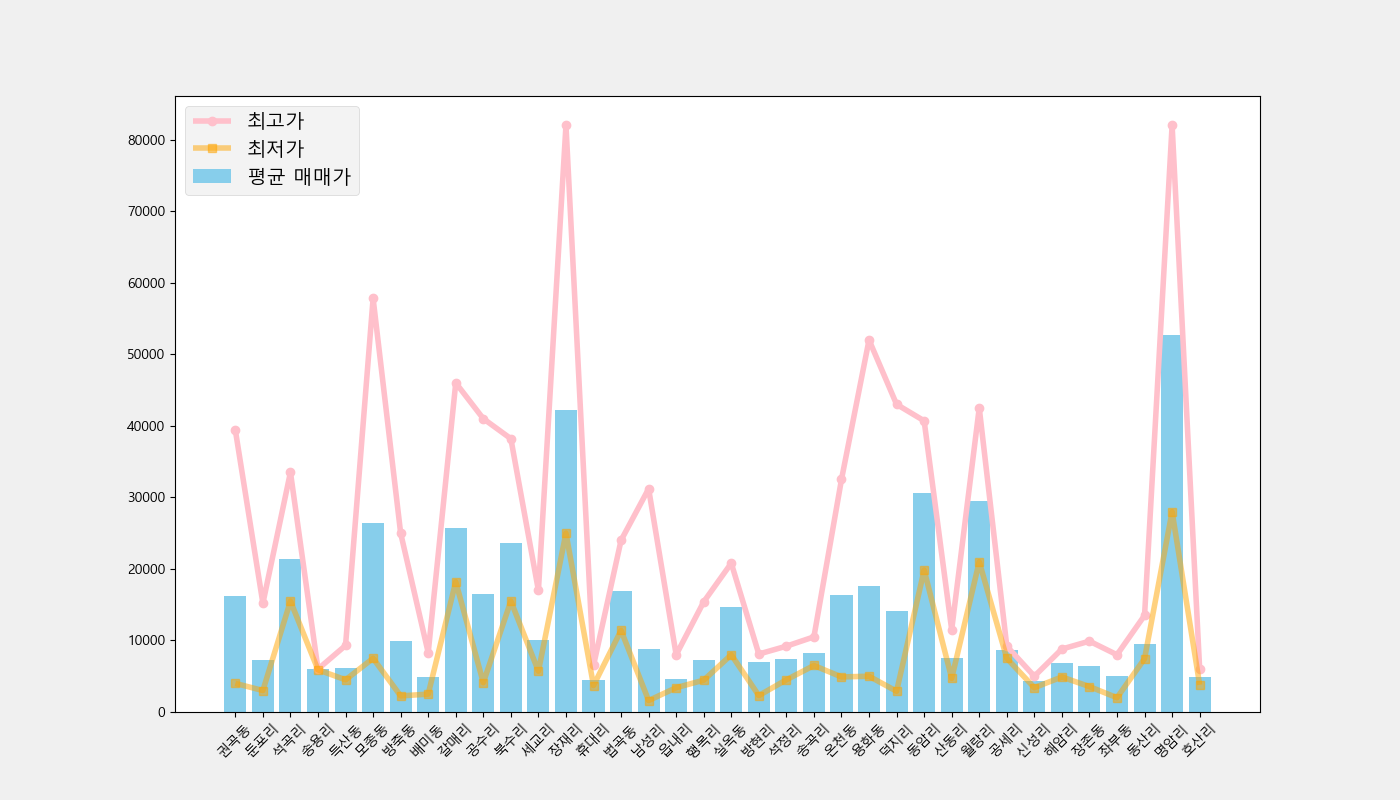 최고가
최저가
평균 매매가
80000
70000
60000
50000
40000
30000
20000
10000
0
권곡동
둔포리
석곡리
송용리
득산동
모종동
방축동
배미동
갈매리
공수리
북수리
세교리
장재리
휴대리
법곡동
남성리
읍내리
행목리
실옥동
방현리
석정리
송곡리
온천동
용화동
덕지리
동암리
산동리
월랑리
공세리
신성리
해암리
장존동
좌부동
동산리
명암리
호산리